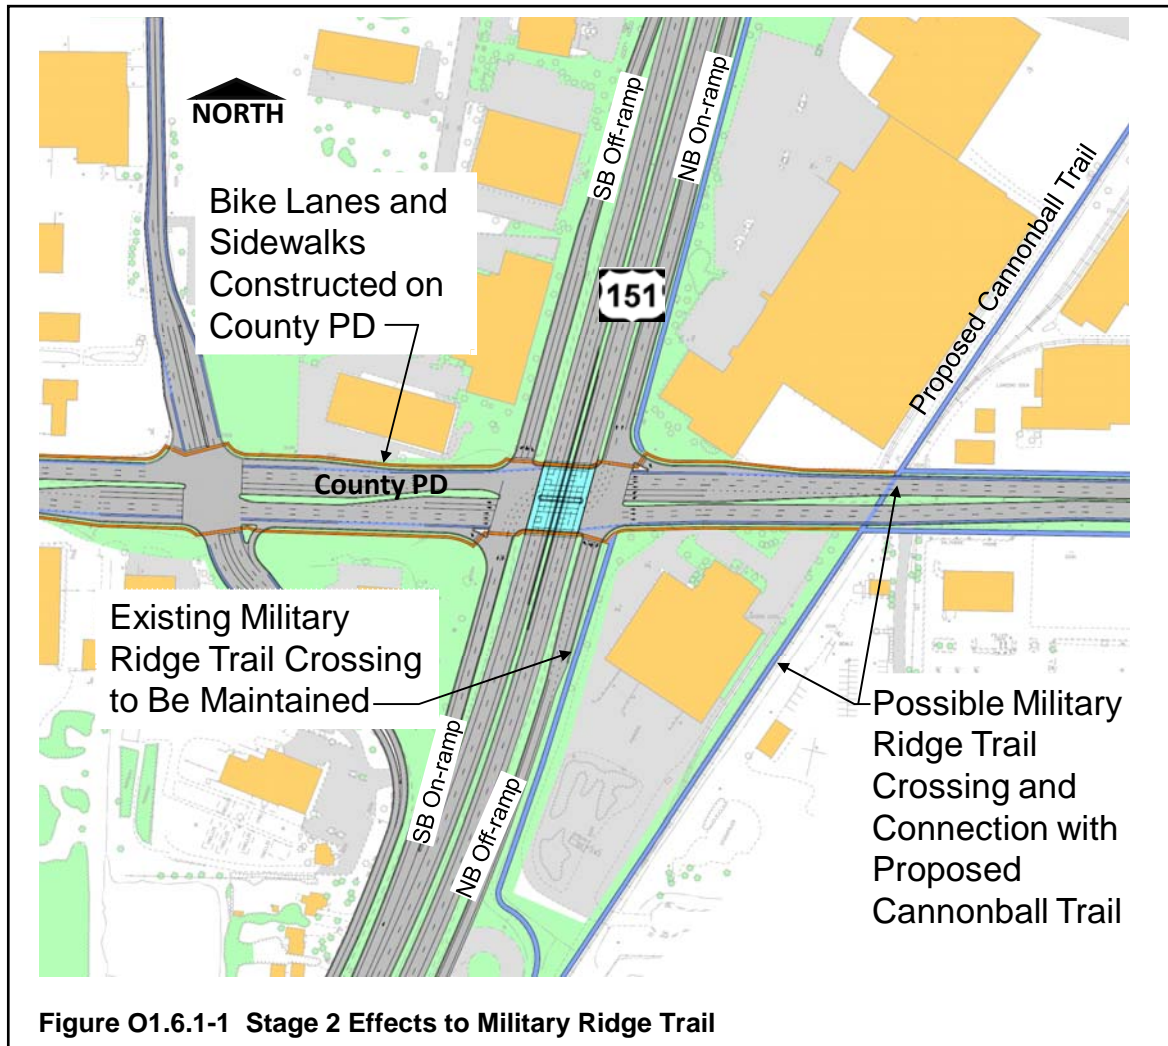 NORTH
SB Off-ramp
NB On-ramp
Proposed Cannonball Trail
Bike Lanes and
Sidewalks
Constructed on
County PD
151
County PD
Existing Military
Ridge Trail Crossing
to Be Maintained
SB On-ramp
NB Off-ramp
Possible Military
Ridge Trail
Crossing and
Connection with
Proposed
Cannonball Trail
Figure O1.6.1-1 Stage 2 Effects to Military Ridge Trail